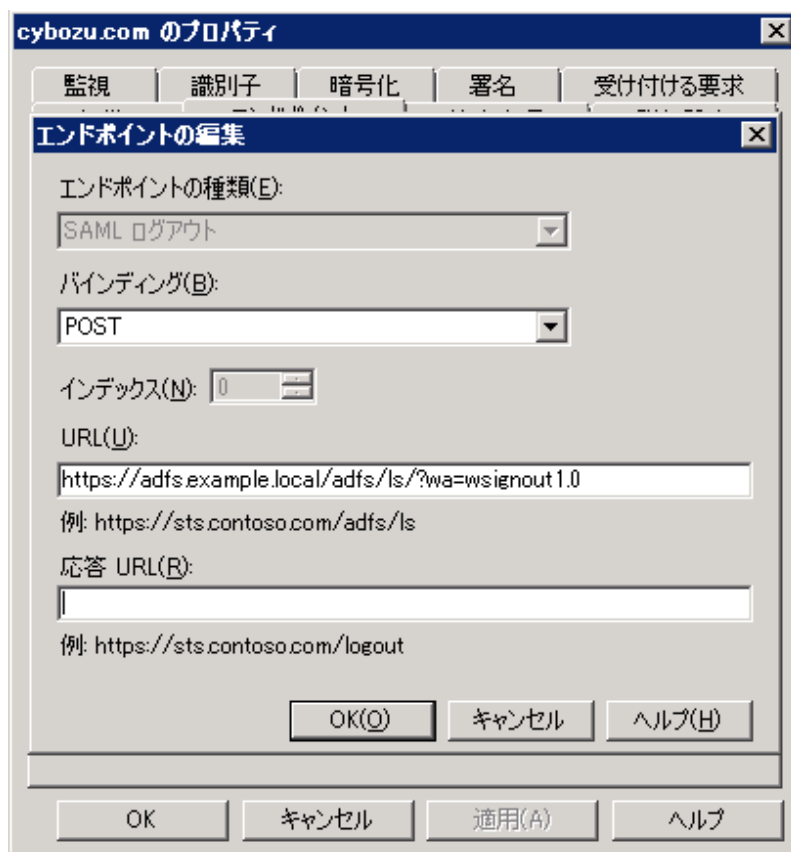 cybozu.com のプロパティ
監視 識別子 暗号化 署名 受け付ける要求
エンドポイントの編集
エンドポイントの種類(E):
SAML ログアウト
バインディング(B):
POST
インデックス(N): 0
URL(U):
https://adfs.example.local/adfs/ls/?wa=wsignout1.0
例: https://sts.contoso.com/adfs/ls
応答 URL(R):
例: https://sts.contoso.com/logout
OK(O) キャンセル ヘルプ(H)
OK キャンセル 適用(A) ヘルプ